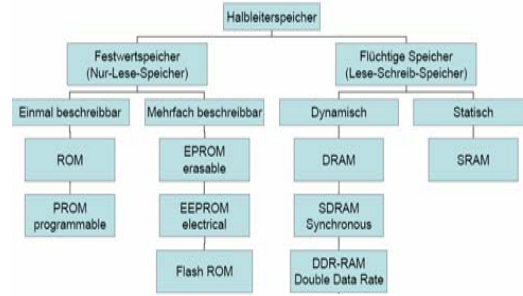 Halbleiterspeicher
Festwertspeicher
(Nur-Lese-Speicher)
Flüchtige Speicher
(Lese-Schreib-Speicher)
Einmal beschreibbar
Mehrfach beschreibbar
Dynamisch
Statisch
ROM
EPROM
erasable
DRAM
SRAM
PROM
programmable
EEPROM
electrical
SDRAM
Synchronous
Flash ROM
DDR-RAM
Double Data Rate